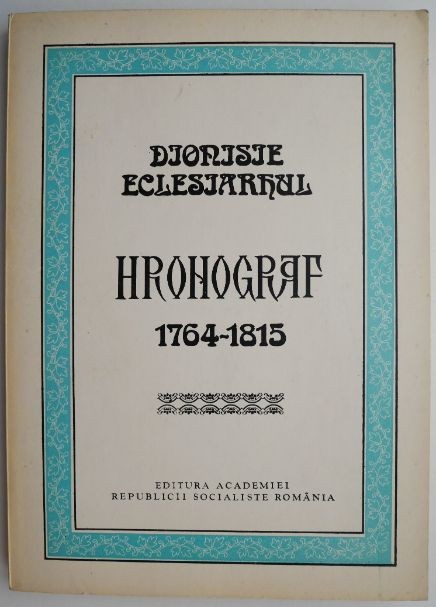 DIONISIE
ECLESIARHUL
HRONOGRAF
1764-1815
EDITURA ACADEMIEI
REPUBLICII SOCIALISTE ROMÂNIA